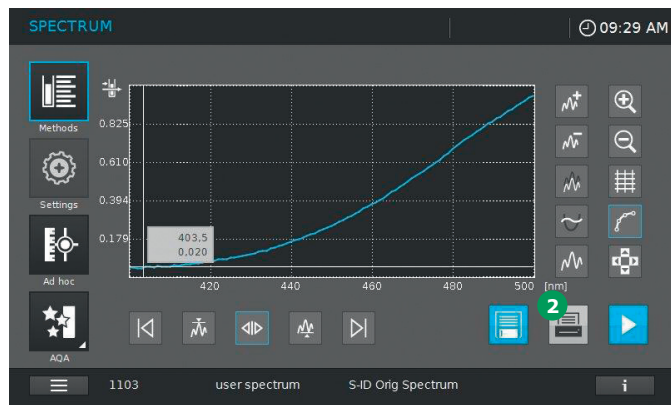 SPECTRUM
09:29 AM
Methods
Settings
Ad hoc
AQA
0.825
0.610
0.394
0.179
403,5
0,020
420 440 460 480 500 [nm]
2
1103 user spectrum S-ID Orig Spectrum
i